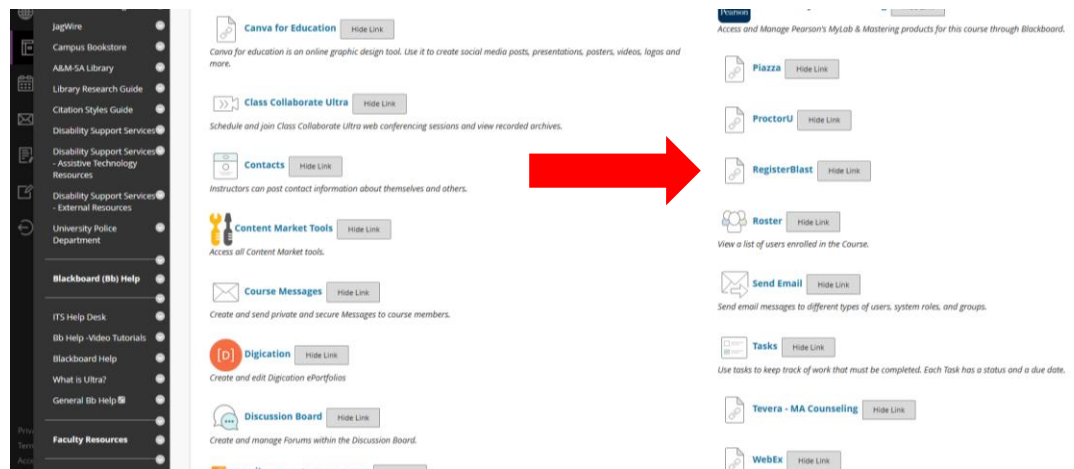 JagWire
Campus Bookstore
A&M-SA Library
Library Research Guide
Citation Styles Guide
Disability Support Services
Disability Support Services
- Assistive Technology
Resources
Disability Support Services
- External Resources
University Police
Department
Blackboard (Bb) Help
ITS Help Desk
Bb Help -Video Tutorials
Blackboard Help
What is Ultra?
General Bb Help
Faculty Resources
Canva for Education Hide Link
Canva for education is an online graphic design tool. Use it to create social media posts, presentations, posters, videos, logos and
more.
Class Collaborate Ultra Hide Link
Schedule and join Class Collaborate Ultra web conferencing sessions and view recorded archives.
Contacts Hide Link
Instructors can post contact information about themselves and others.
Content Market Tools Hide Link
Access all Content Market tools.
Course Messages Hide Link
Create and send private and secure Messages to course members.
[D] Digication Hide Link
Create and edit Digication ePortfolios
Discussion Board Hide Link
Create and manage Forums within the Discussion Board.
Pearson
Access and Manage Pearson's MyLab & Mastering products for this course through Blackboard.
Piazza Hide Link
ProctorU Hide Link
RegisterBlast Hide Link
Roster Hide Link
View a list of users enrolled in the Course.
Send Email Hide Link
Send email messages to different types of users, system roles, and groups.
Tasks Hide Link
Use tasks to keep track of work that must be completed. Each Task has a status and a due date.
Tevera - MA Counseling Hide Link
WebEx Hide Link